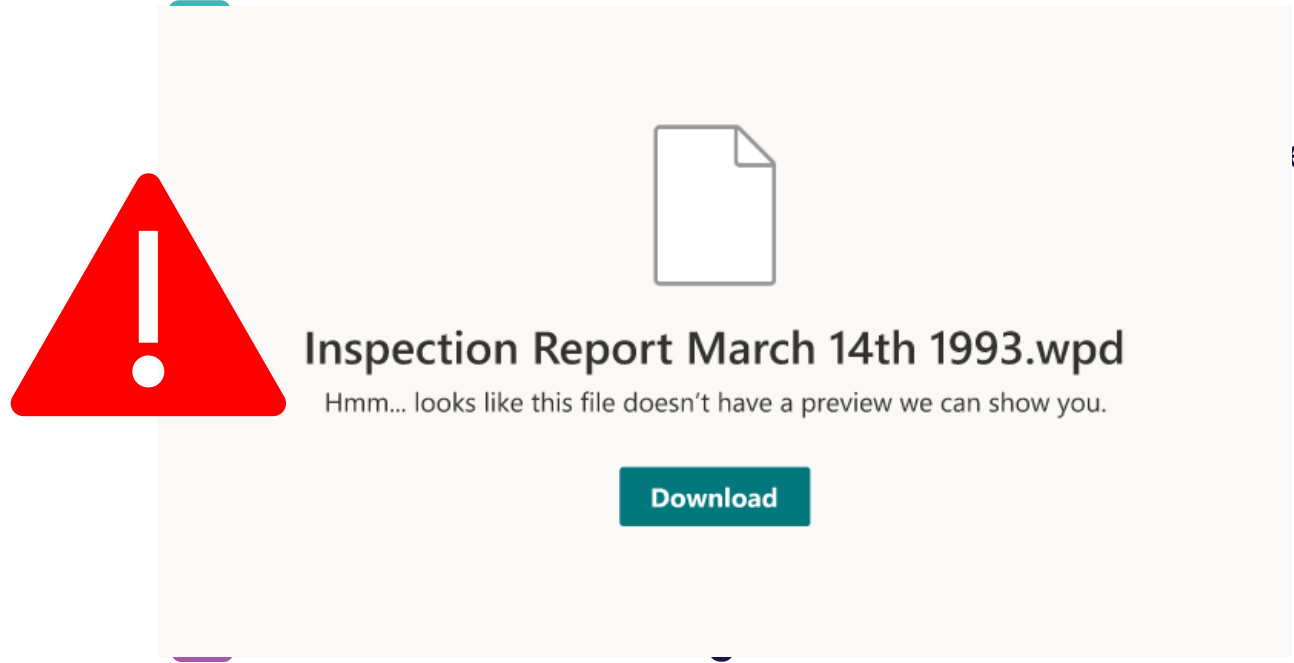 Inspection Report March 14th 1993.wpd
Hmm... looks like this file doesn't have a preview we can show you.
Download